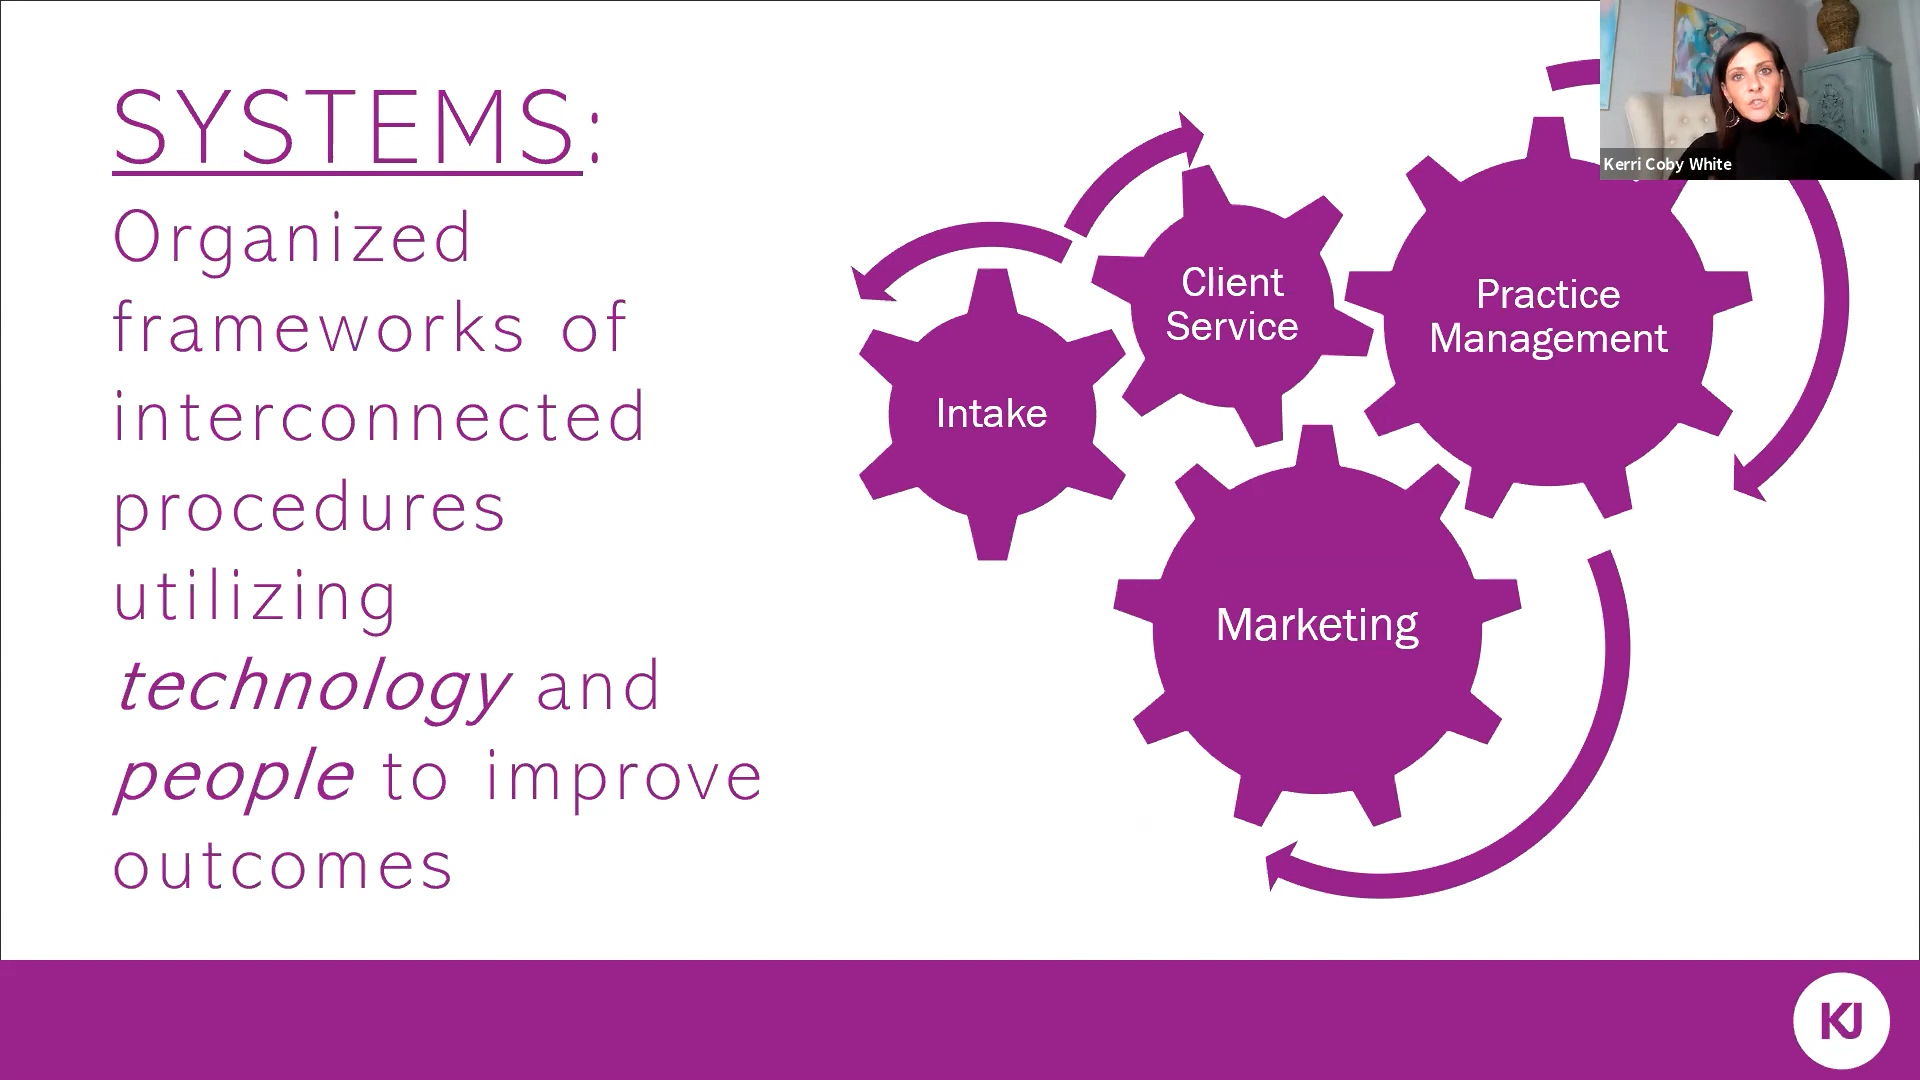 SYSTEMS:
Organized
frameworks of
interconnected
procedures
utilizing
technology and
people to improve
outcomes
Intake
Client
Service
Practice
Management
Marketing
Kerri Coby White
KJ